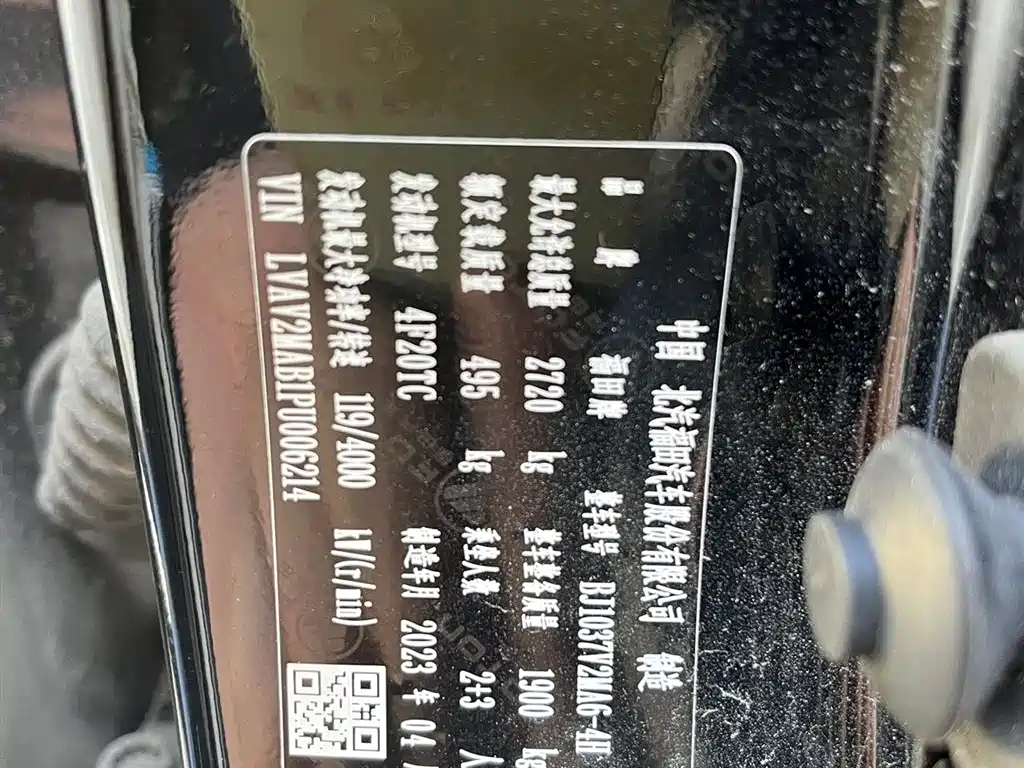 中国 北汽福田汽车股份有限公司 制造
品 牌 福田牌 整车型号 BJ1037V2MA6-4H
最大允许总质量 2720 kg 整车整备质量 1900 kg
额定载质量 495 kg 乘坐人数 2+3 人
发动机型号 4F20TC 制造年月 2023 年 04
发动机最大净功率/转速 119/4000 kW/(r/min)
VIN LVAV2MAB1PU006214